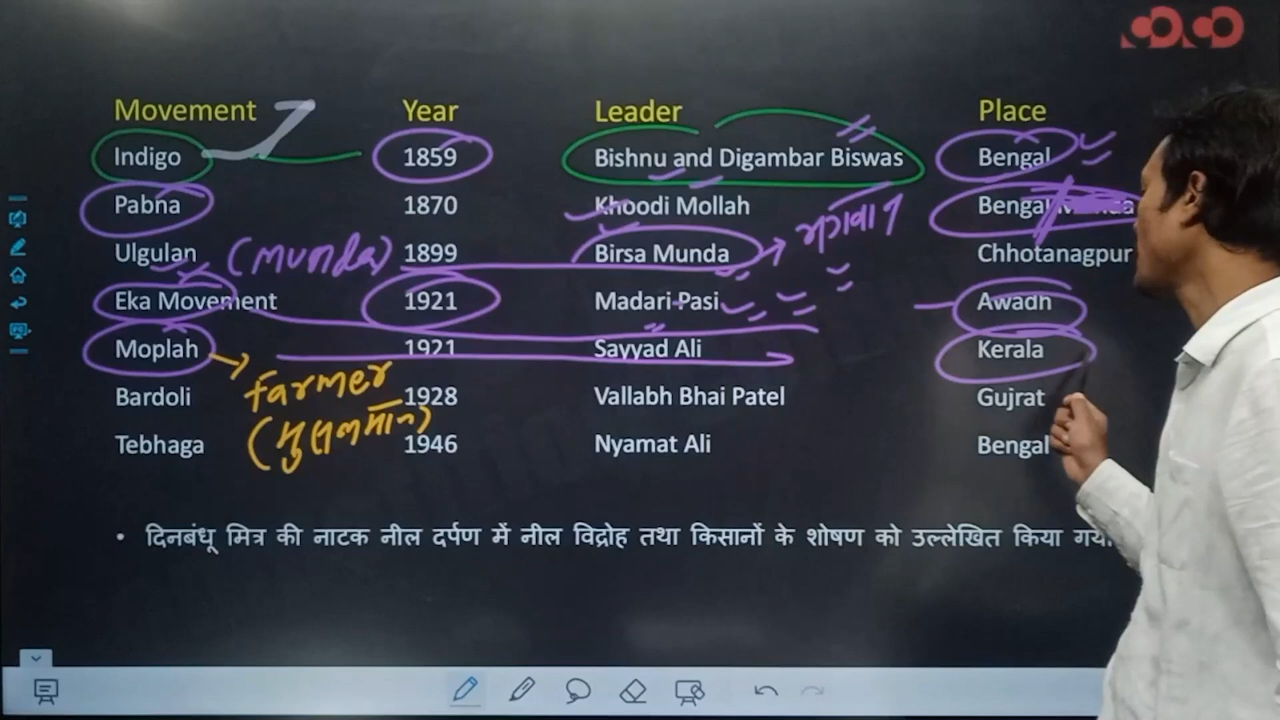 Movement Year Leader Place
Indigo 1859 Bishnu and Digambar Biswas Bengal
Pabna 1870 Khoodi Mollah Bengal
भगवान
Ulgulan (Munda) 1899 Birsa Munda Chhotanagpur
Eka Movement 1921 Madari Pasi Awadh
Moplah 1921 Sayyad Ali Kerala
farmer
Bardoli 1928 Vallabh Bhai Patel Gujrat
(मुसलमान)
Tebhaga 1946 Nyamat Ali Bengal
• दिनबंधू मित्र की नाटक नील दर्पण में नील विद्रोह तथा किसानों के शोषण को उल्लेखित किया